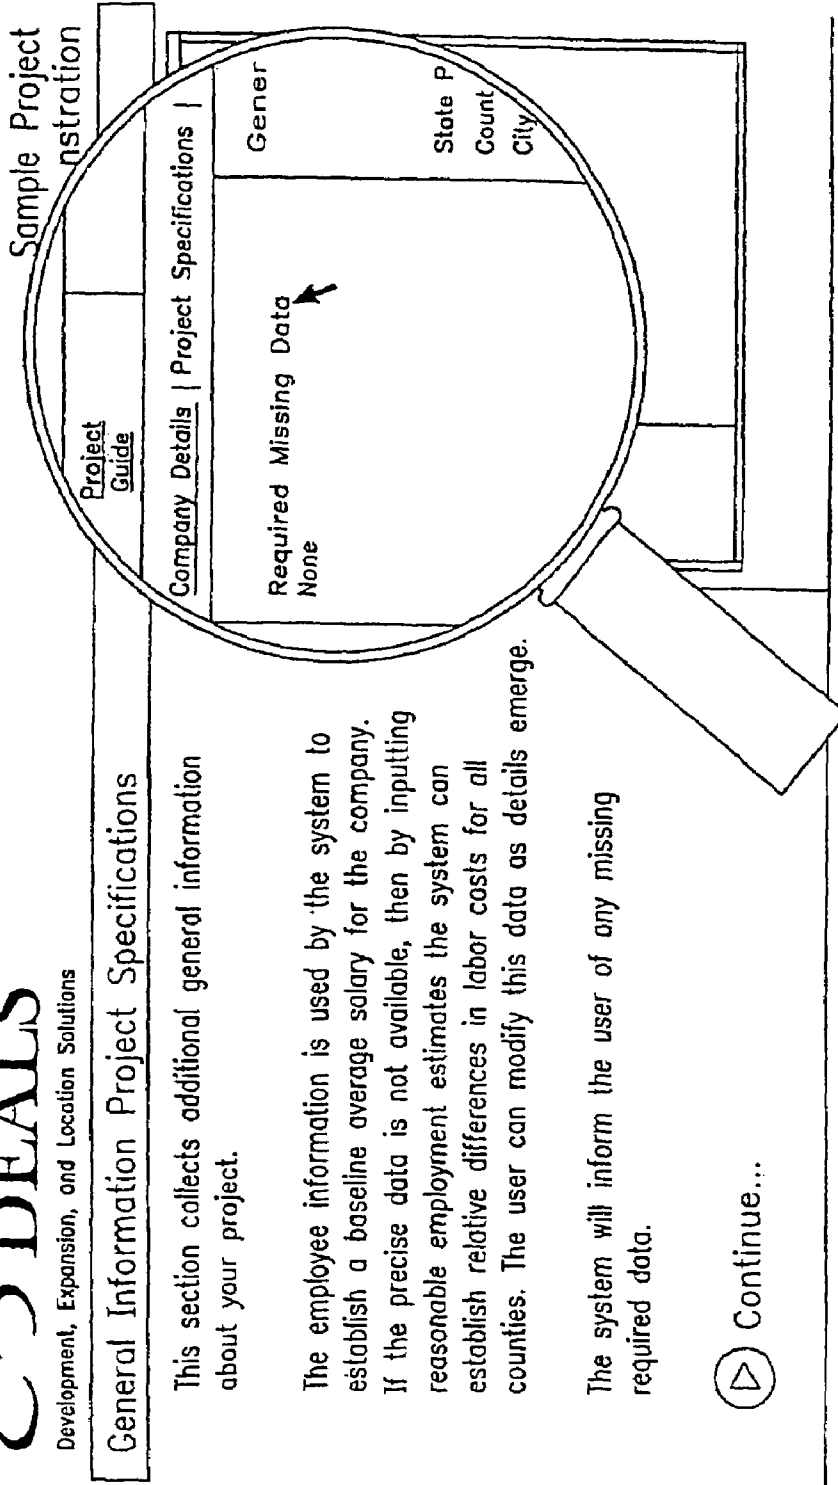 DEALS
Development, Expansion, and Location Solutions
Sample Project
nstration
General Information Project Specifications
This section collects additional general information
about your project.
The employee information is used by the system to
establish a baseline average salary for the company.
If the precise data is not available, then by inputting
reasonable employment estimates the system can
establish relative differences in labor costs for all
counties. The user can modify this data as details emerge.
The system will inform the user of any missing
required data.
Continue...
Project
Guide
Company Details | Project Specifications |
Required Missing Data
None
Gener
State P
Count
City